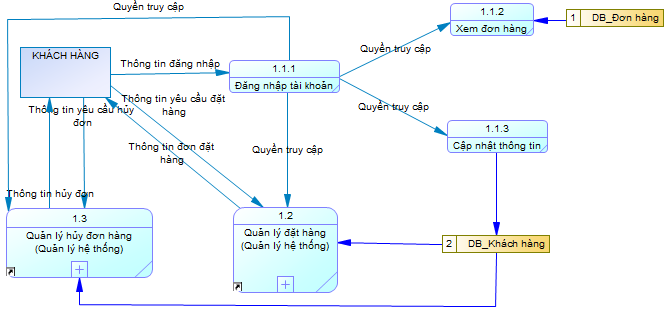 Quyền truy cập
1.1.2
Xem đơn hàng
1 DB_Đơn hàng
KHÁCH HÀNG
Thông tin đăng nhập
1.1.1
Đăng nhập tài khoản
Quyền truy cập
Quyền truy cập
Thông tin yêu cầu hủy
đơn
Thông tin yêu cầu đặt
hàng
Thông tin đơn đặt
hàng
Quyền truy cập
1.1.3
Cập nhật thông tin
Thông tin hủy đơn
1.3
Quản lý hủy đơn hàng
(Quản lý hệ thống)
1.2
Quản lý đặt hàng
(Quản lý hệ thống)
2 DB_Khách hàng